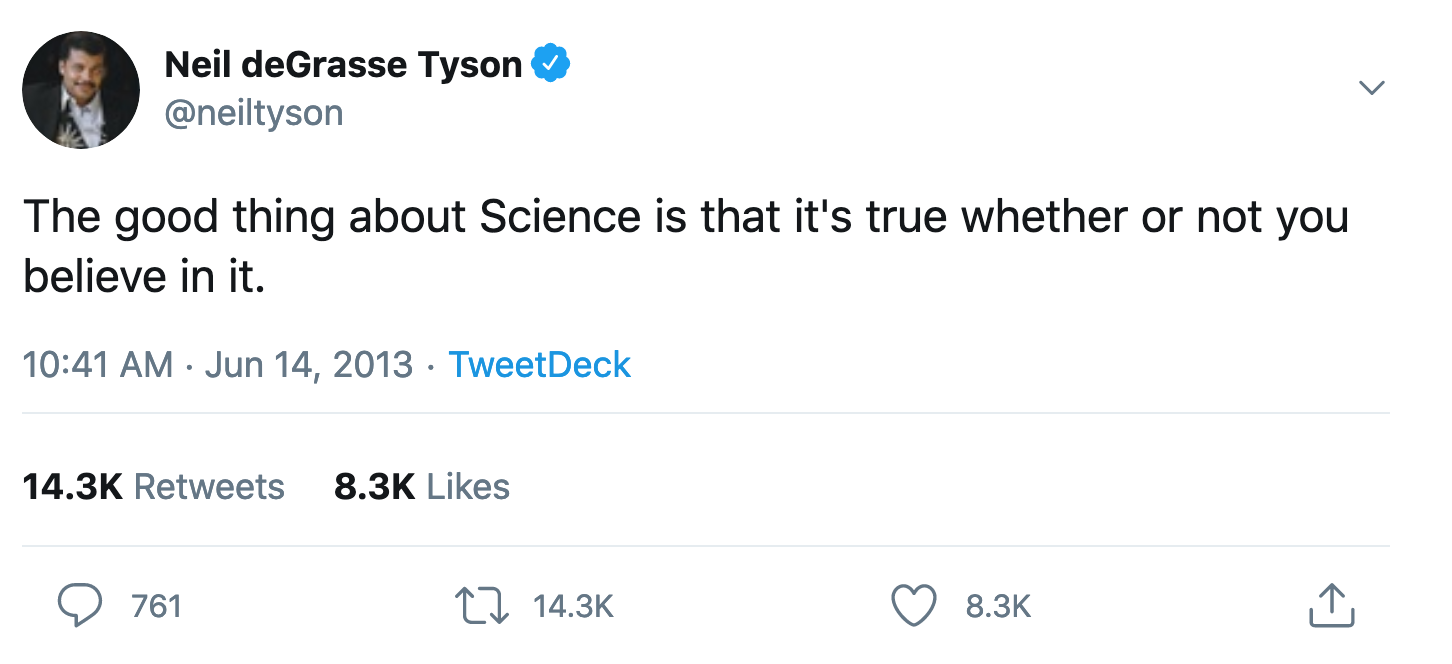 Neil deGrasse Tyson
@neiltyson
The good thing about Science is that it's true whether or not you
believe in it.
10:41 AM · Jun 14, 2013 · TweetDeck
14.3K Retweets 8.3K Likes
761 14.3K 8.3K